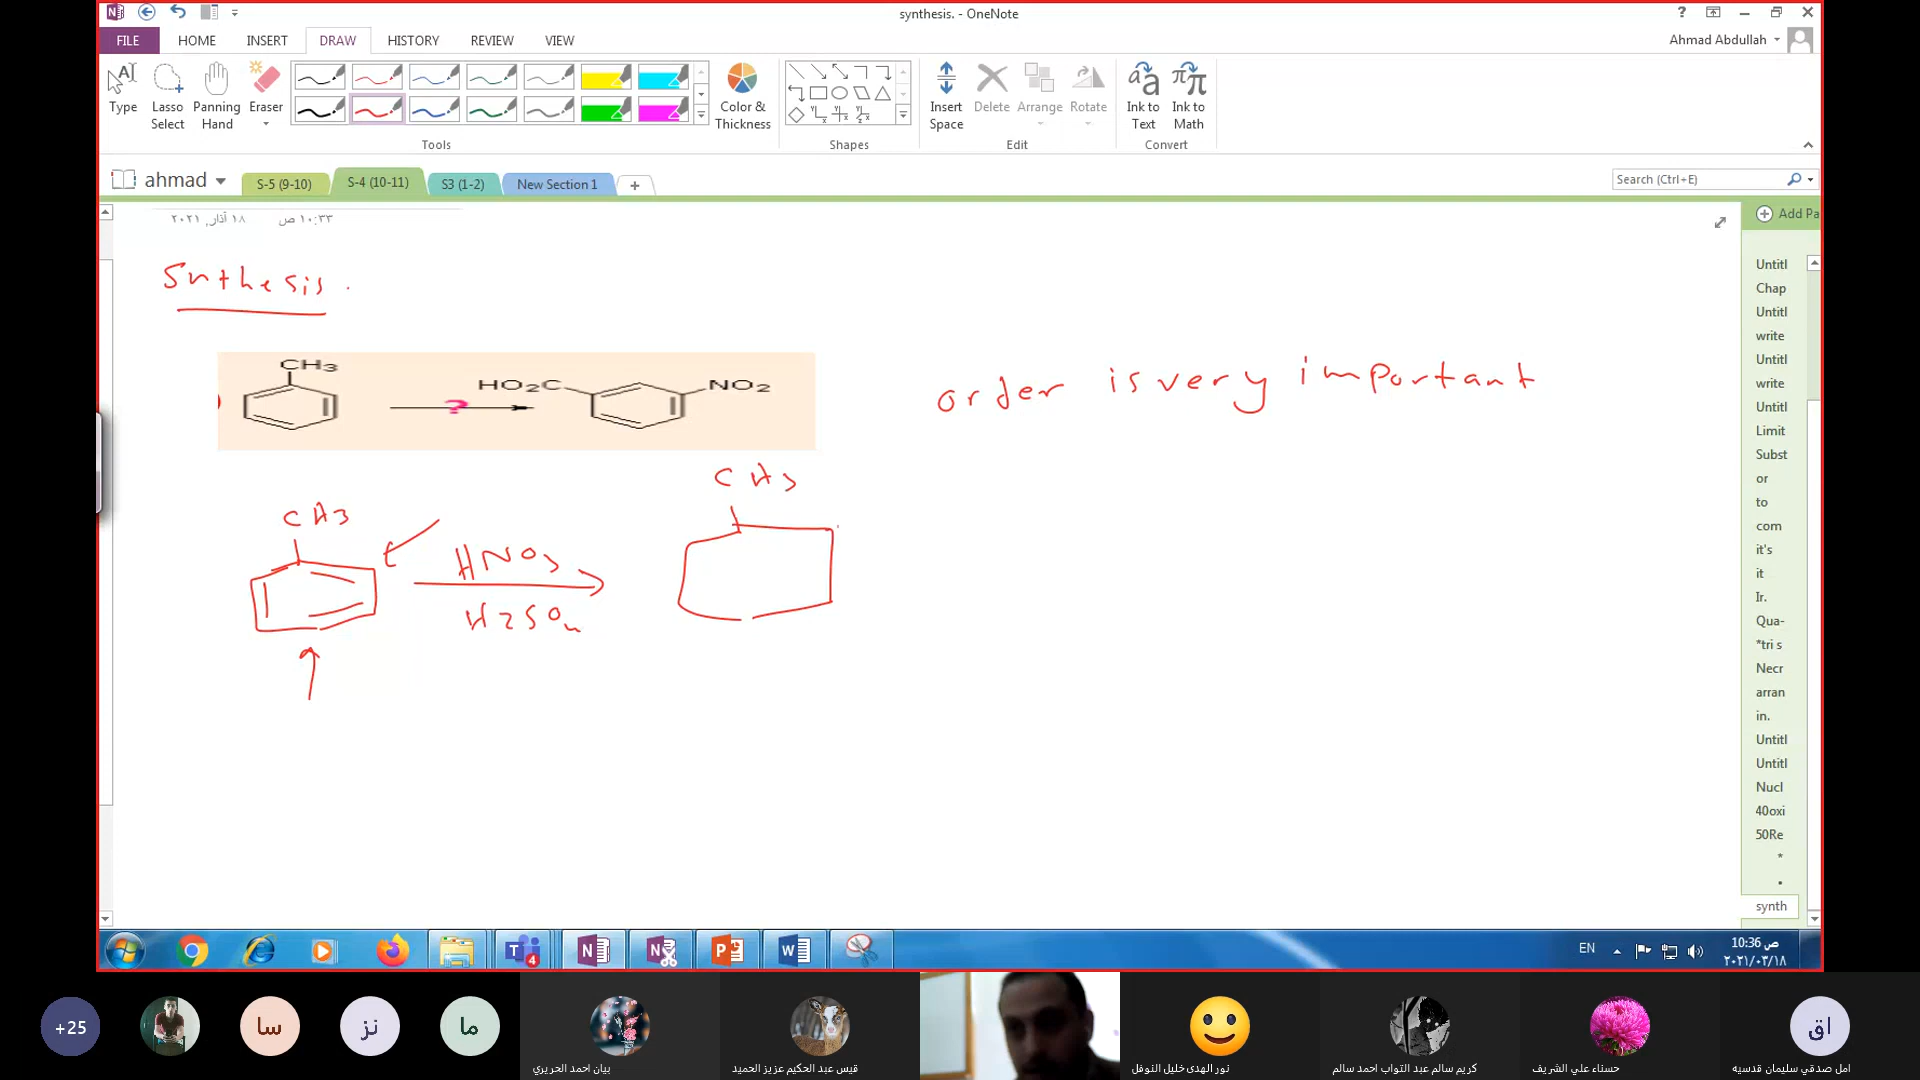 synthesis. - OneNote
FILE HOME INSERT DRAW HISTORY REVIEW VIEW
Ahmad Abdullah
Type Lasso Select Panning Hand Eraser
Color & Thickness
Insert Space Delete Arrange Rotate
Ink to Text Ink to Math
Tools Shapes Edit Convert
ahmad S-5 (9-10) S-4 (10-11) S3 (1-2) New Section 1 +
Search (Ctrl+E)
١٨ آذار, ٢٠٢١ ١٠:٣٣ ص
Add Pa
Snthesis.
CH3
HO2C NO2
?
order is very important
CH3
CH3
HNO3
H2SO4
Untitl
Chap
Untitl
write
Untitl
write
Untitl
Limit
Subst
or
to
com
it's
it
Ir.
Qua-
*tri s
Necr
arran
in.
Untitl
Untitl
Nucl
40oxi
50Re
*
•
synth
EN
10:36 ص
٢٠٢١/٠٣/١٨
+25 سا نز ما اق
بيان احمد الحريري
قيس عبد الحكيم عزيز الحميد
نور الهدى خليل النوفل
كريم سالم عبد التواب احمد سالم
حسناء علي الشريف
امل صدقي سليمان قدسيه